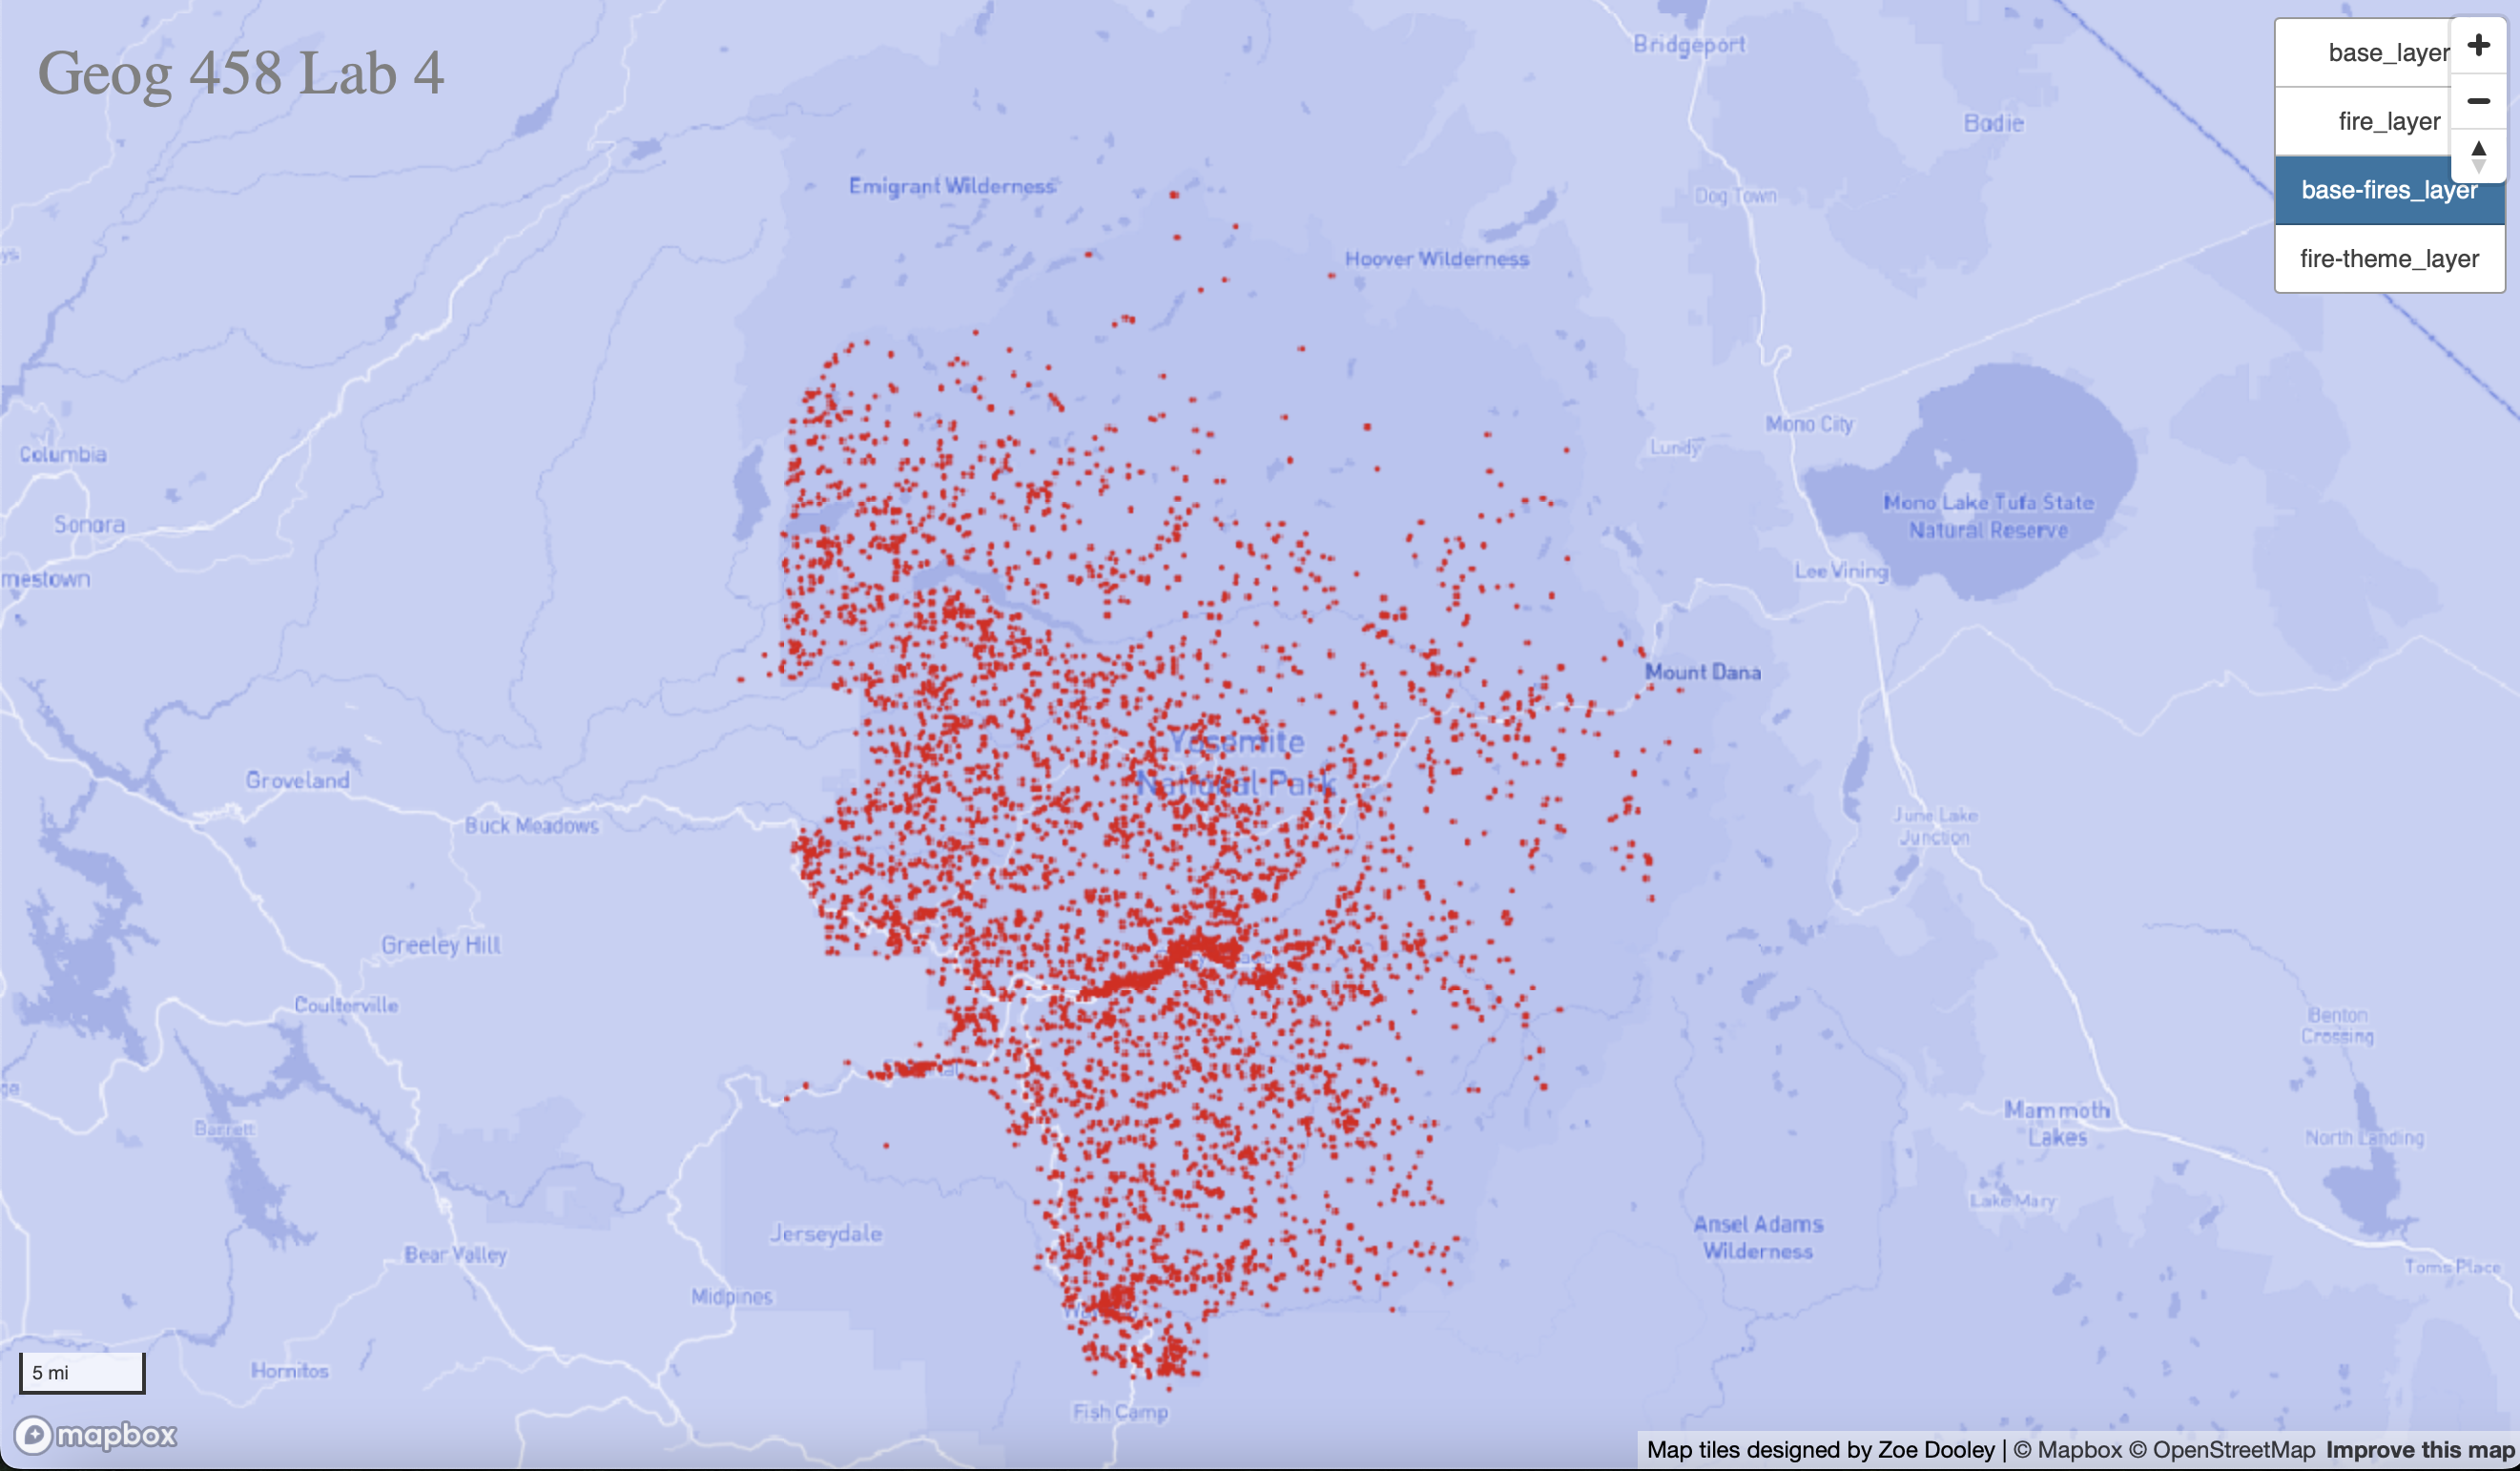 Geog 458 Lab 4
base_layer
fire_layer
base-fires_layer
fire-theme_layer
Bridgeport
Bodie
Emigrant Wilderness
Dog Town
Hoover Wilderness
Mono City
Lundy
Columbia
Mono Lake Tufa State
Natural Reserve
Sonora
Lee Vining
mestown
Mount Dana
Yosemite
National Park
Groveland
Buck Meadows
June Lake
Junction
Greeley Hill
Coulterville
Benton
Crossing
Barrett
Mammoth
Lakes
North Landing
Lake Mary
Jerseydale
Ansel Adams
Wilderness
Bear Valley
Toms Place
Midpines
Hornitos
5 mi
Fish Camp
mapbox
Map tiles designed by Zoe Dooley | © Mapbox © OpenStreetMap Improve this map